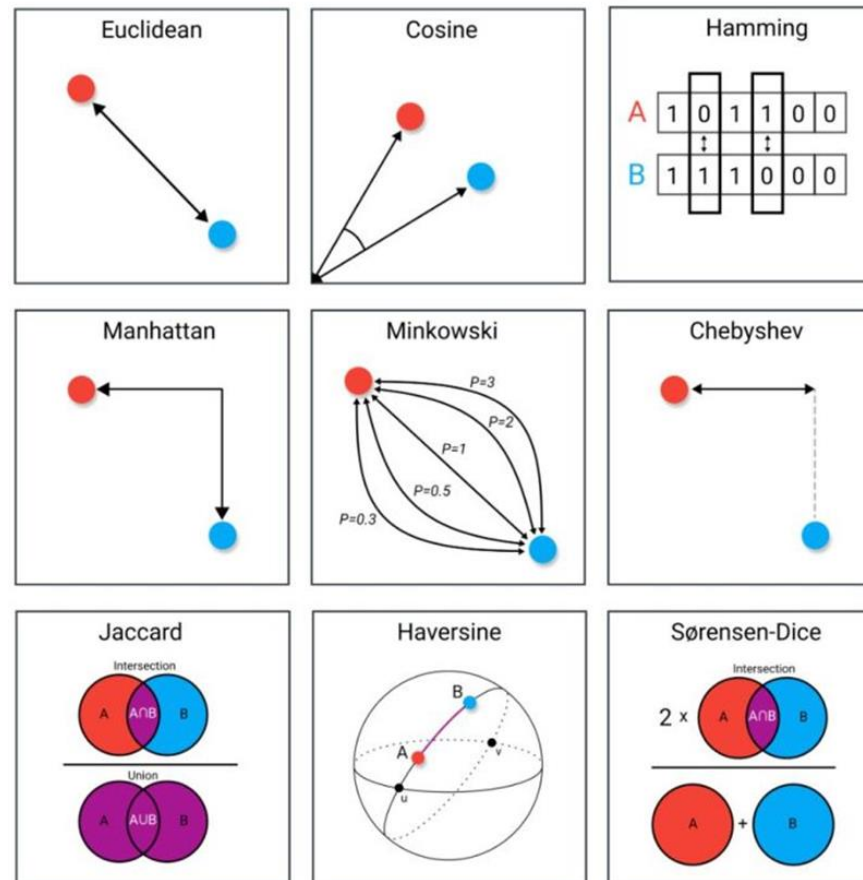 Euclidean
Cosine
Hamming
A 1 0 1 1 0 0
B 1 1 1 0 0 0
Manhattan
Minkowski
P=3
P=2
P=1
P=0.5
P=0.3
Chebyshev
Jaccard
Intersection
A A∩B B
Union
A A∪B B
Haversine
B
A
v
u
Sørensen-Dice
Intersection
2 x A A∩B B
A + B